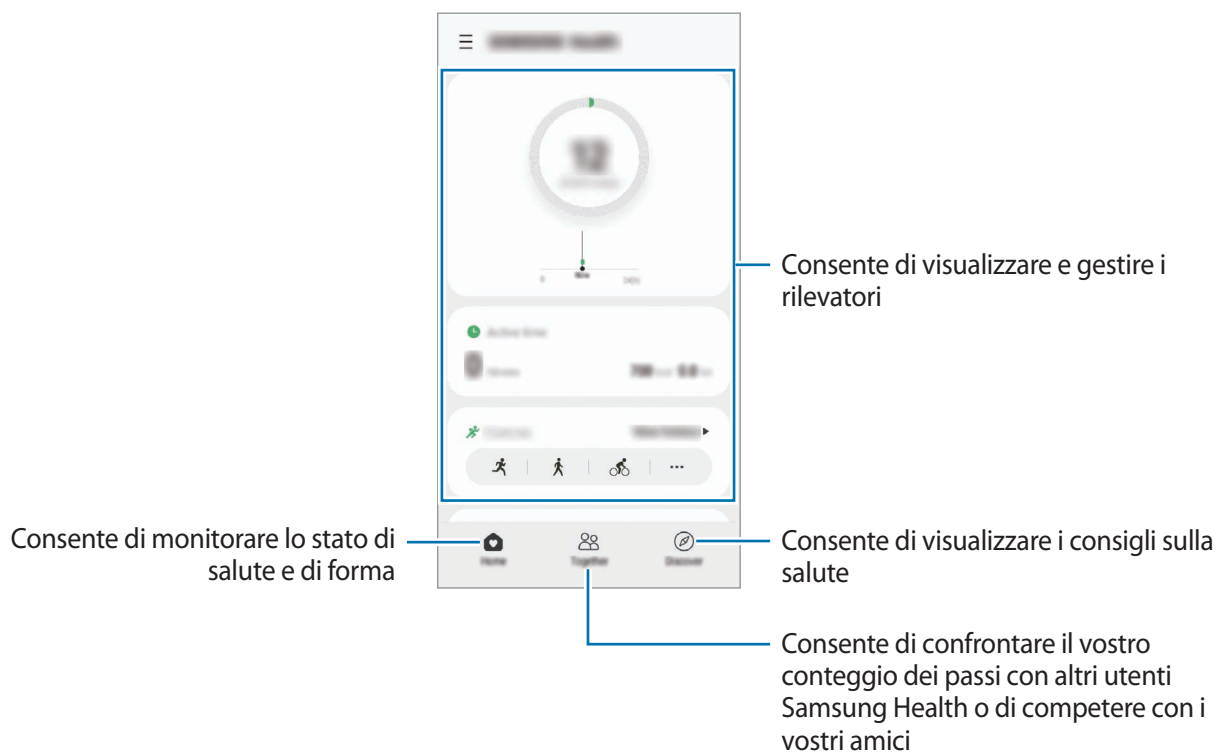 Consente di visualizzare e gestire i
rilevatori
Consente di monitorare lo stato di
salute e di forma
Home
Together
Discover
Consente di visualizzare i consigli sulla
salute
Consente di confrontare il vostro
conteggio dei passi con altri utenti
Samsung Health o di competere con i
vostri amici